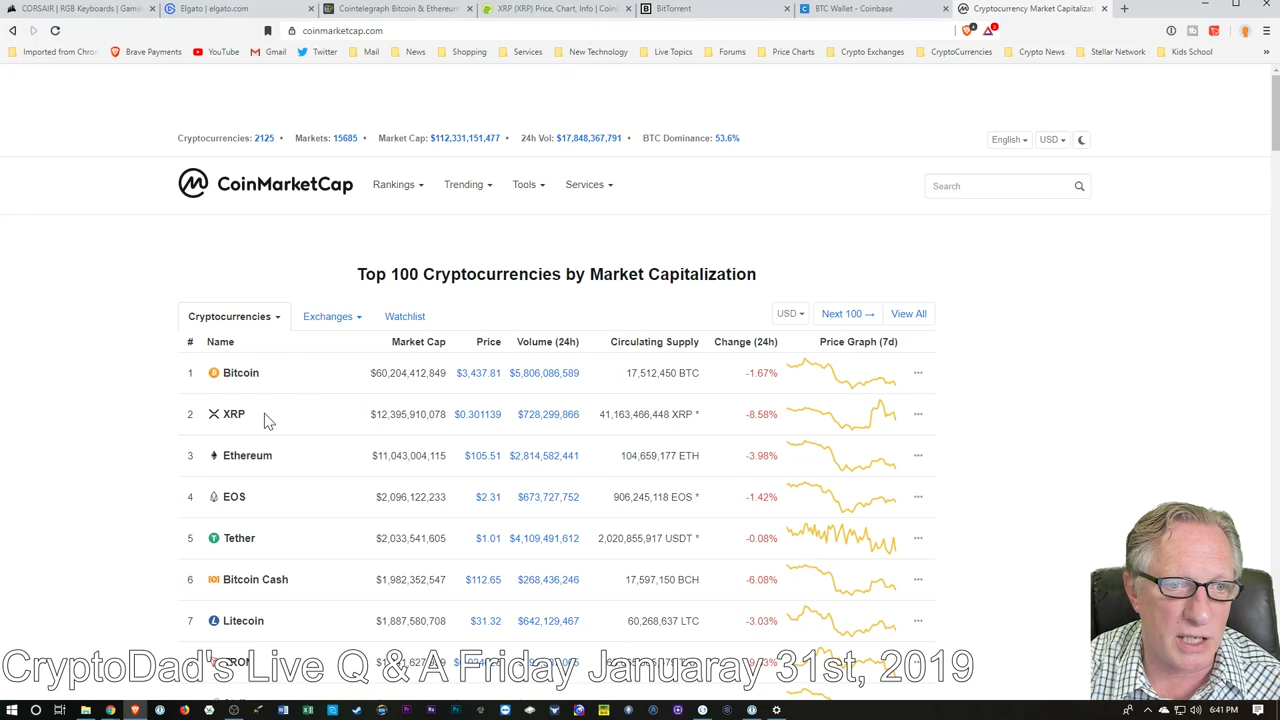 CORSAIR | RGB Keyboards | Gamin
Elgato | elgato.com
Cointelegraph Bitcoin & Ethereum
XRP (XRP) Price, Chart, Info | Coin
BitTorrent
BTC Wallet - Coinbase
Cryptocurrency Market Capitalizati
coinmarketcap.com
Imported from Chrom Brave Payments YouTube Gmail Twitter Mail News Shopping Services New Technology Live Topics Forums Price Charts Crypto Exchanges CryptoCurrencies Crypto News Stellar Network Kids School
Cryptocurrencies: 2125 • Markets: 15685 • Market Cap: $112,331,151,477 • 24h Vol: $17,848,367,791 • BTC Dominance: 53.6%
English USD
CoinMarketCap Rankings Trending Tools Services Search
Top 100 Cryptocurrencies by Market Capitalization
Cryptocurrencies Exchanges Watchlist USD Next 100 → View All
# Name Market Cap Price Volume (24h) Circulating Supply Change (24h) Price Graph (7d)
1 Bitcoin $60,204,412,849 $3,437.81 $5,806,086,589 17,512,450 BTC -1.67%
2 XRP $12,395,910,078 $0.301139 $728,299,866 41,163,466,448 XRP * -8.58%
3 Ethereum $11,043,004,115 $105.51 $2,814,582,441 104,659,177 ETH -3.98%
4 EOS $2,096,122,233 $2.31 $673,727,752 906,245,118 EOS * -1.42%
5 Tether $2,033,541,605 $1.01 $4,109,491,612 2,020,855,917 USDT * -0.08%
6 Bitcoin Cash $1,982,352,547 $112.65 $268,436,246 17,597,150 BCH -6.08%
7 Litecoin $1,887,580,708 $31.32 $642,129,467 60,268,637 LTC -3.03%
CryptoDad's Live Q & A Friday Januaray 31st, 2019
6:41 PM